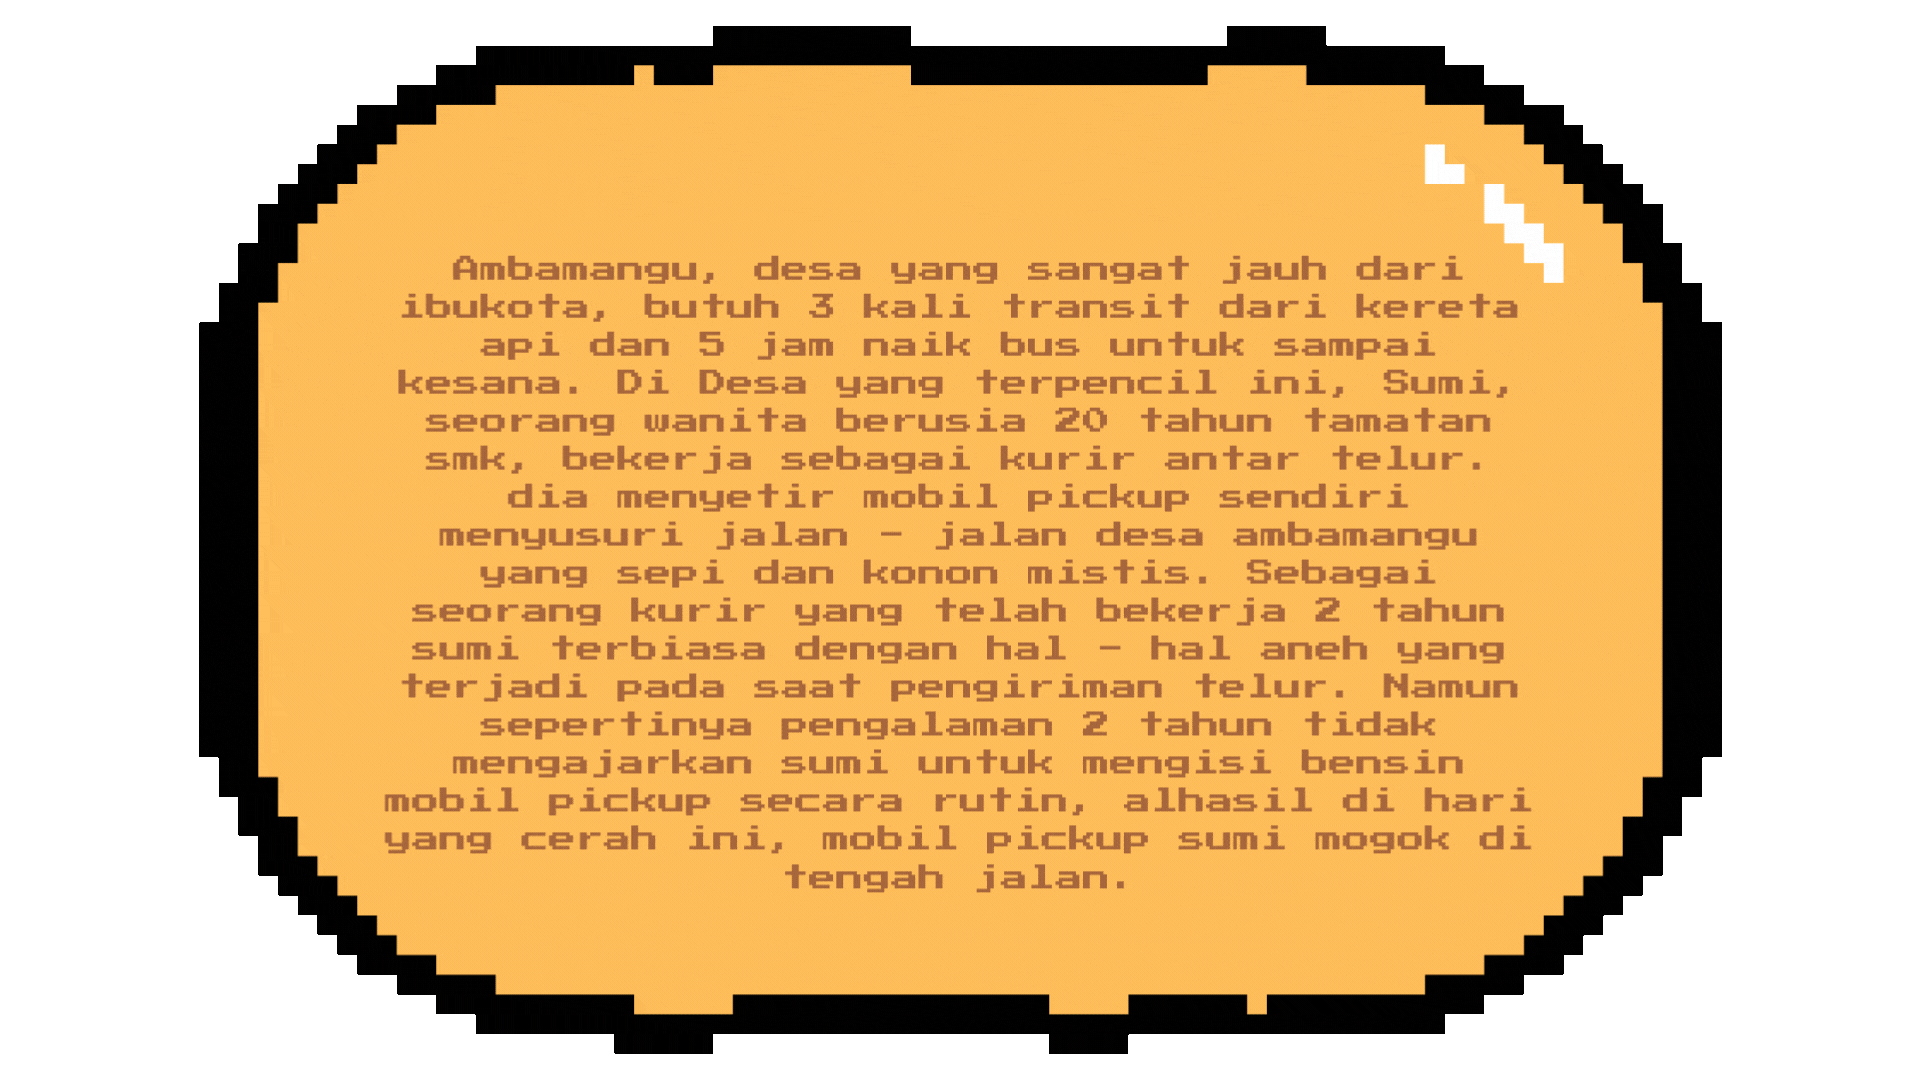 Ambamangu, desa yang sangat jauh dari
ibukota, butuh 3 kali transit dari kereta
api dan 5 jam naik bus untuk sampai
kesana. Di Desa yang terpencil ini, Sumi,
seorang wanita berusia 20 tahun tamatan
smk, bekerja sebagai kurir antar telur.
dia menyetir mobil pickup sendiri
menyusuri jalan - jalan desa ambamangu
yang sepi dan konon mistis. Sebagai
seorang kurir yang telah bekerja 2 tahun
sumi terbiasa dengan hal - hal aneh yang
terjadi pada saat pengiriman telur. Namun
sepertinya pengalaman 2 tahun tidak
mengajarkan sumi untuk mengisi bensin
mobil pickup secara rutin, alhasil di hari
yang cerah ini, mobil pickup sumi mogok di
tengah jalan.